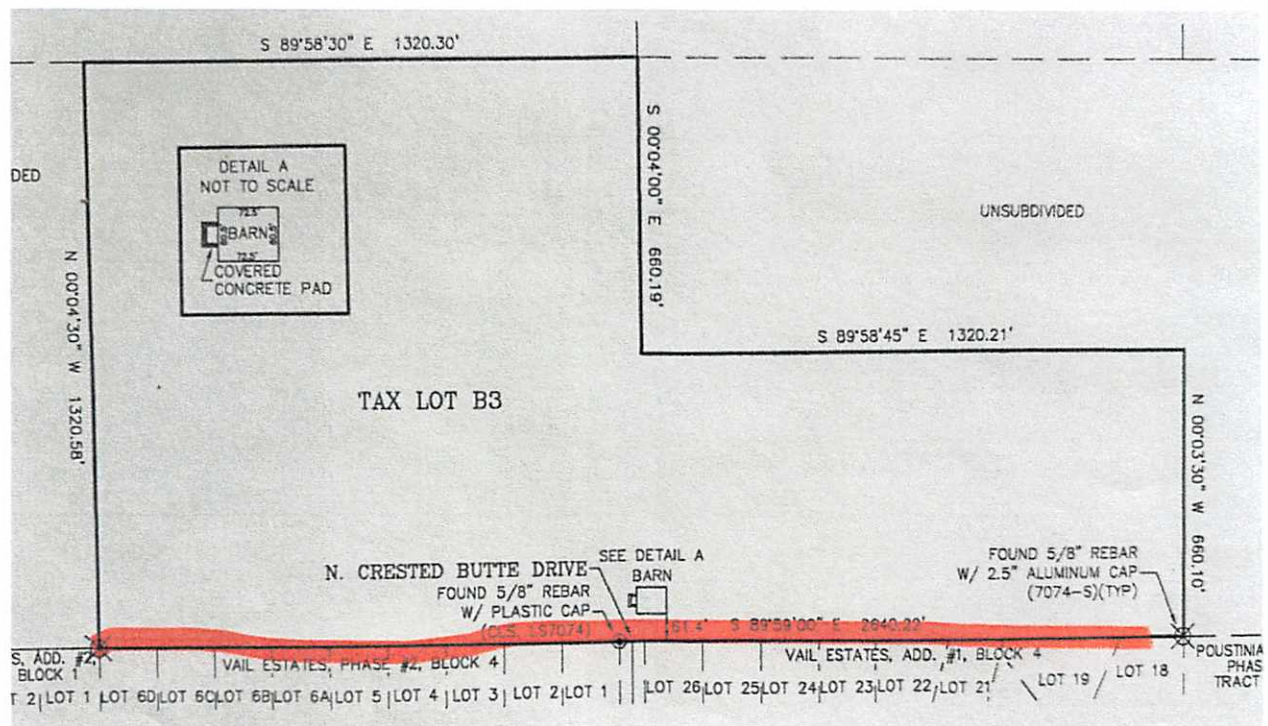 S 89°58'30" E 1320.30'
DED
DETAIL A
NOT TO SCALE
72.5'
BARN
72.5'
COVERED
CONCRETE PAD
S 00°04'00" E 660.19'
UNSUBDIVIDED
N 00°04'30" W 1320.58'
S 89°58'45" E 1320.21'
TAX LOT B3
N 00°03'30" W 660.10'
SEE DETAIL A
BARN
N. CRESTED BUTTE DRIVE
FOUND 5/8" REBAR
W/ PLASTIC CAP
LS7074)
FOUND 5/8" REBAR
W/ 2.5" ALUMINUM CAP
(7074-S)(TYP)
S 89°59'00" E 2640.22'
S, ADD. #2,
BLOCK 1
VAIL ESTATES, PHASE #2, BLOCK 4
VAIL ESTATES, ADD. #1, BLOCK 4
POUSTINIA
PHAS
TRACT
T 2 LOT 1 LOT 6D LOT 6C LOT 6B LOT 6A LOT 5 LOT 4 LOT 3 LOT 2 LOT 1 LOT 26 LOT 25 LOT 24 LOT 23 LOT 22 LOT 21 LOT 19 LOT 18